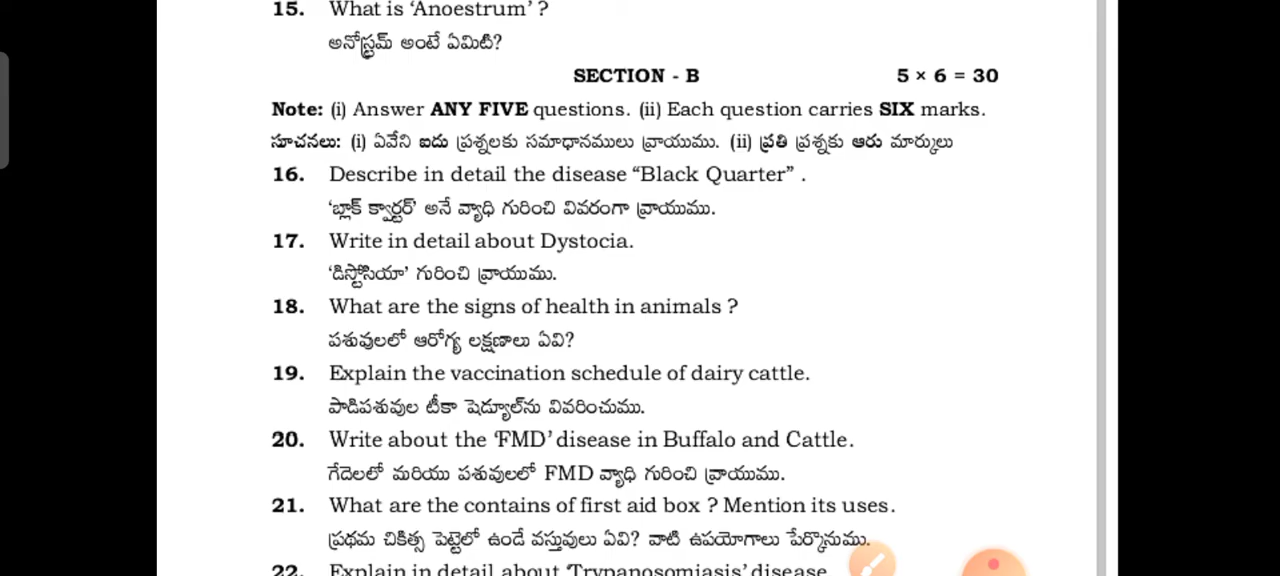 15. What is ‘Anoestrum’ ?
అనోస్ట్రమ్ అంటే ఏమిటి?
SECTION - B 5 × 6 = 30
Note: (i) Answer ANY FIVE questions. (ii) Each question carries SIX marks.
సూచనలు: (i) ఏవేని ఐదు ప్రశ్నలకు సమాధానములు వ్రాయుము. (ii) ప్రతి ప్రశ్నకు ఆరు మార్కులు
16. Describe in detail the disease “Black Quarter” .
‘బ్లాక్ క్వార్టర్’ అనే వ్యాధి గురించి వివరంగా వ్రాయుము.
17. Write in detail about Dystocia.
‘డిస్టోసియా’ గురించి వ్రాయుము.
18. What are the signs of health in animals ?
పశువులలో ఆరోగ్య లక్షణాలు ఏవి?
19. Explain the vaccination schedule of dairy cattle.
పాడిపశువుల టీకా షెడ్యూల్‌ను వివరించుము.
20. Write about the ‘FMD’ disease in Buffalo and Cattle.
గేదెలలో మరియు పశువులలో FMD వ్యాధి గురించి వ్రాయుము.
21. What are the contains of first aid box ? Mention its uses.
ప్రథమ చికిత్స పెట్టెలో ఉండే వస్తువులు ఏవి? వాటి ఉపయోగాలు పేర్కొనుము.
22. Explain in detail about ‘Trypanosomiasis’ disease.